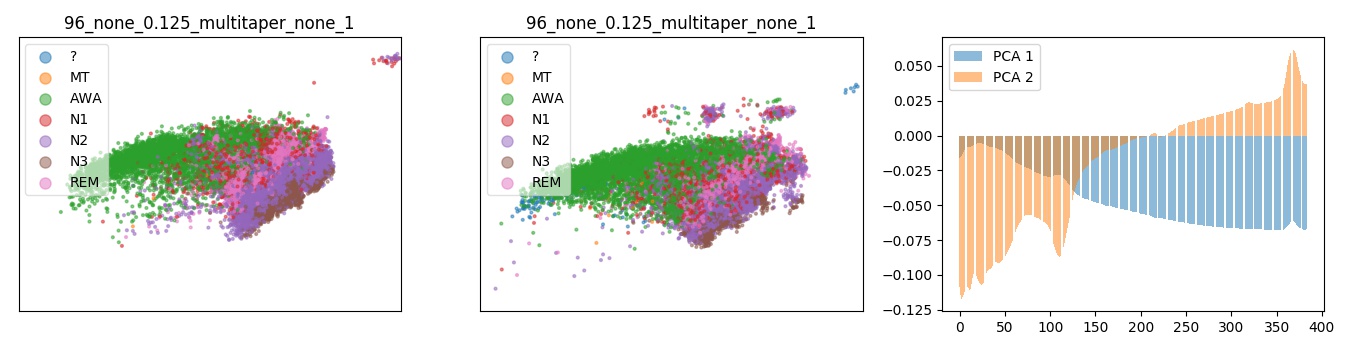 96_none_0.125_multitaper_none_1
?
MT
AWA
N1
N2
N3
REM
96_none_0.125_multitaper_none_1
?
MT
AWA
N1
N2
N3
REM
PCA 1
PCA 2
0.050
0.025
0.000
−0.025
−0.050
−0.075
−0.100
−0.125
0 50 100 150 200 250 300 350 400